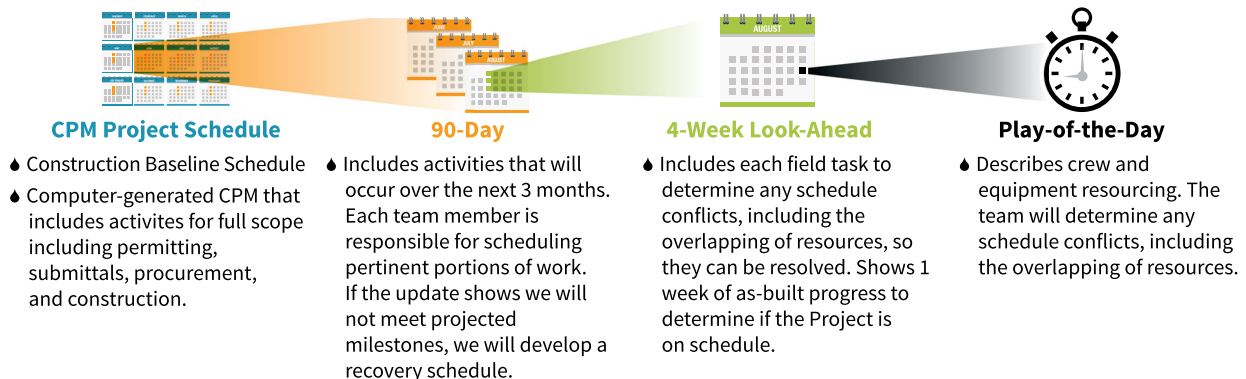 JUNE
JULY
AUGUST
AUGUST
CPM Project Schedule
Construction Baseline Schedule
Computer-generated CPM that
includes activites for full scope
including permitting,
submittals, procurement,
and construction.
90-Day
Includes activities that will
occur over the next 3 months.
Each team member is
responsible for scheduling
pertinent portions of work.
If the update shows we will
not meet projected
milestones, we will develop a
recovery schedule.
4-Week Look-Ahead
Includes each field task to
determine any schedule
conflicts, including the
overlapping of resources, so
they can be resolved. Shows 1
week of as-built progress to
determine if the Project is
on schedule.
Play-of-the-Day
Describes crew and
equipment resourcing. The
team will determine any
schedule conflicts, including
the overlapping of resources.